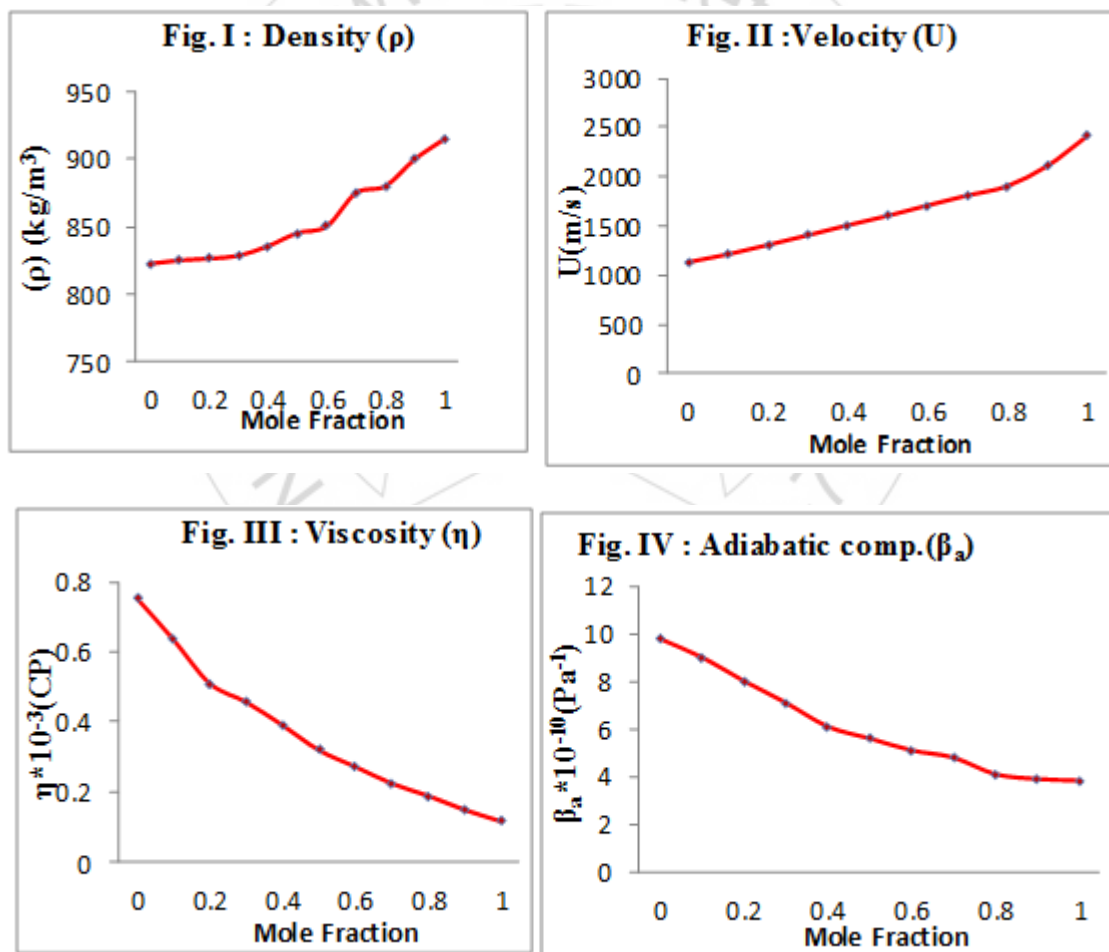 Fig. I : Density (ρ)
950
900
850
800
750
(ρ) (kg/m³)
0 0.2 0.4 0.6 0.8 1
Mole Fraction
Fig. II :Velocity (U)
3000
2500
2000
1500
1000
500
0
U(m/s)
0 0.2 0.4 0.6 0.8 1
Mole Fraction
Fig. III : Viscosity (η)
0.8
0.6
0.4
0.2
0
η*10⁻³(CP)
0 0.2 0.4 0.6 0.8 1
Mole Fraction
Fig. IV : Adiabatic comp.(βₐ)
12
10
8
6
4
2
0
βₐ*10⁻¹⁰(Pa⁻¹)
0 0.2 0.4 0.6 0.8 1
Mole Fraction